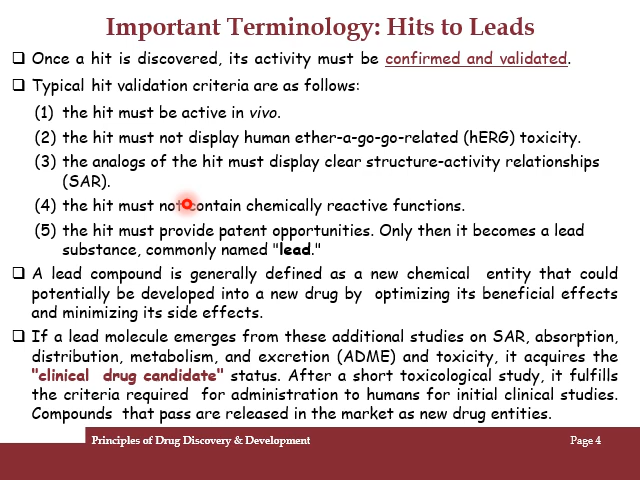 Important Terminology: Hits to Leads
❑ Once a hit is discovered, its activity must be confirmed and validated.
❑ Typical hit validation criteria are as follows:
(1) the hit must be active in vivo.
(2) the hit must not display human ether-a-go-go-related (hERG) toxicity.
(3) the analogs of the hit must display clear structure-activity relationships
(SAR).
(4) the hit must not contain chemically reactive functions.
(5) the hit must provide patent opportunities. Only then it becomes a lead
substance, commonly named "lead."
❑ A lead compound is generally defined as a new chemical entity that could
potentially be developed into a new drug by optimizing its beneficial effects
and minimizing its side effects.
❑ If a lead molecule emerges from these additional studies on SAR, absorption,
distribution, metabolism, and excretion (ADME) and toxicity, it acquires the
"clinical drug candidate" status. After a short toxicological study, it fulfills
the criteria required for administration to humans for initial clinical studies.
Compounds that pass are released in the market as new drug entities.
Principles of Drug Discovery & Development
Page 4